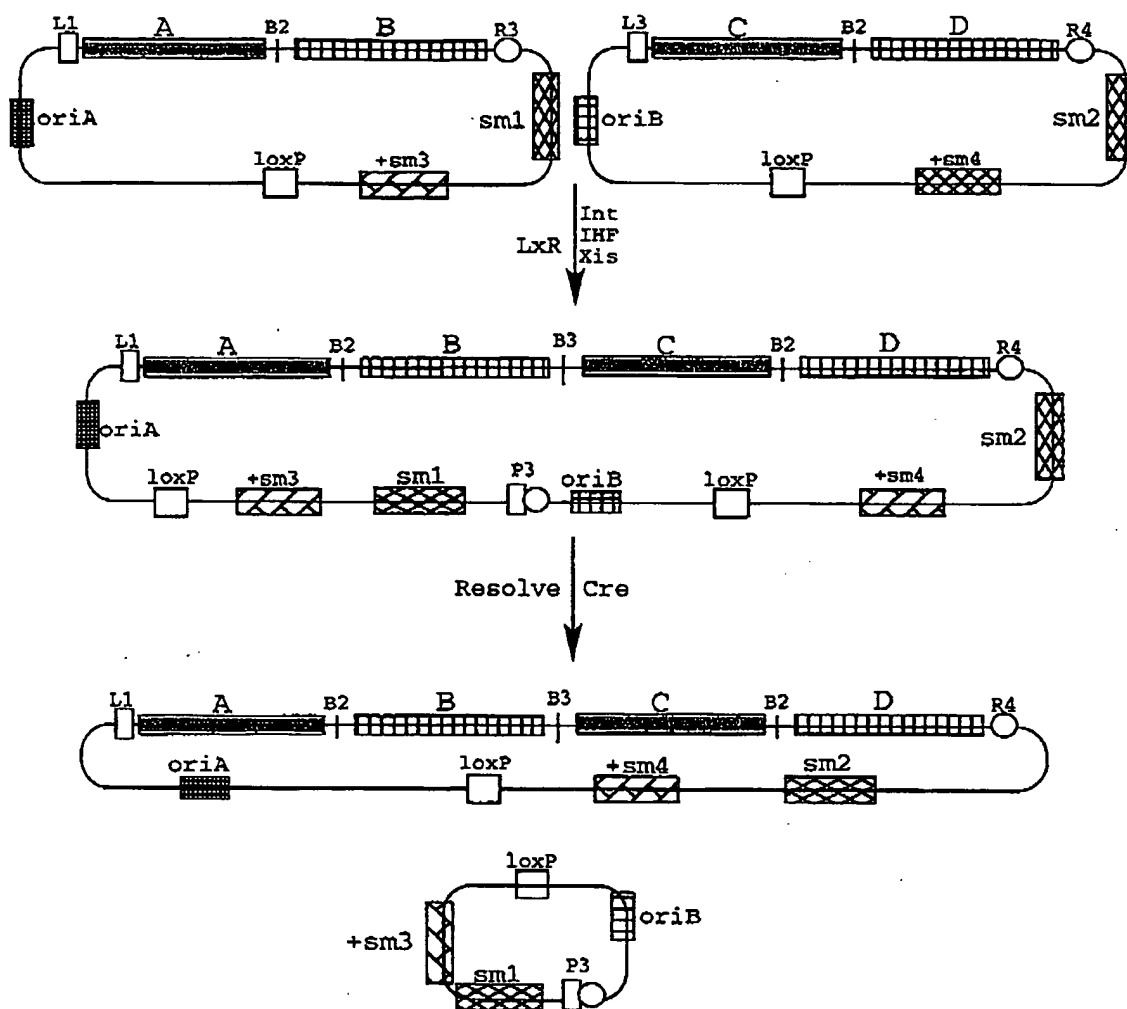 L1 A B2 B R3
L3 C B2 D R4
oriA sm1 oriB sm2
loxP +sm3 loxP +sm4
LxR Int
IHF
Xis
L1 A B2 B B3 C B2 D R4
oriA sm2
loxP +sm3 sm1 P3 oriB loxP +sm4
Resolve Cre
L1 A B2 B B3 C B2 D R4
oriA loxP +sm4 sm2
loxP
+sm3 oriB
sm1 P3